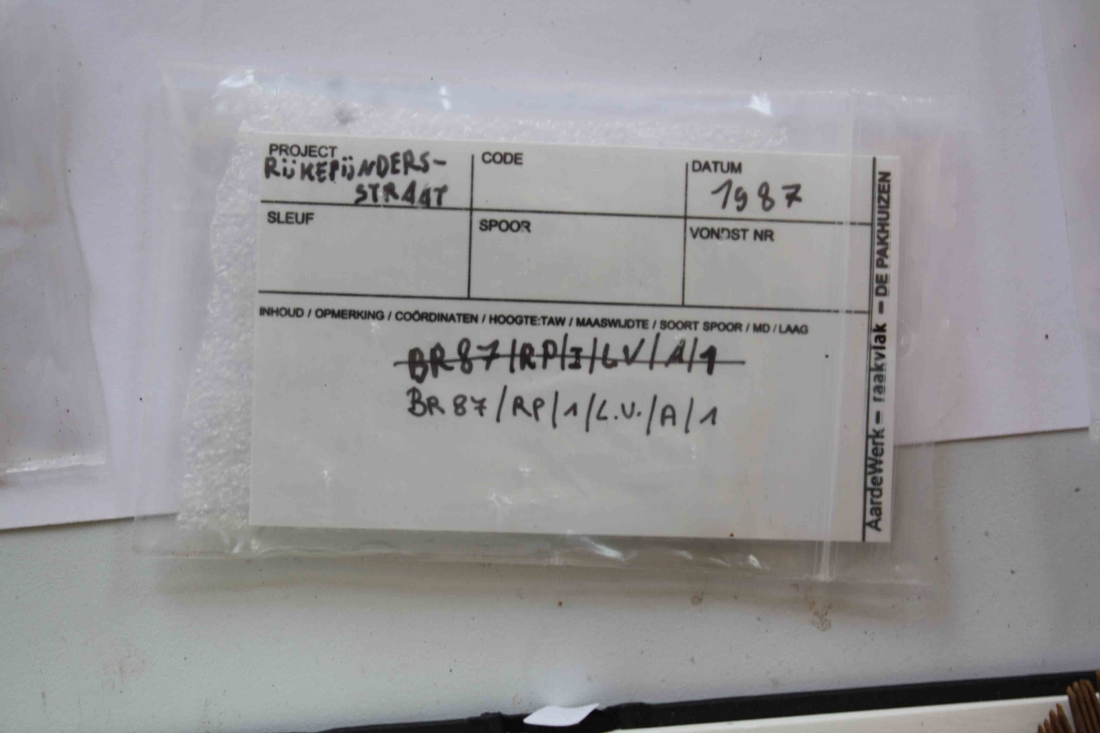 PROJECT
RIJKEPIJNDERS-
STRAAT
CODE
DATUM
1987
SLEUF
SPOOR
VONDST NR
INHOUD / OPMERKING / COÖRDINATEN / HOOGTE:TAW / MAASWIJDTE / SOORT SPOOR / MD / LAAG
BR87/RP/I/LV/A/1
BR87/RP/1/L.V./A/1
AardeWerk – raakvlak – DE PAKHUIZEN